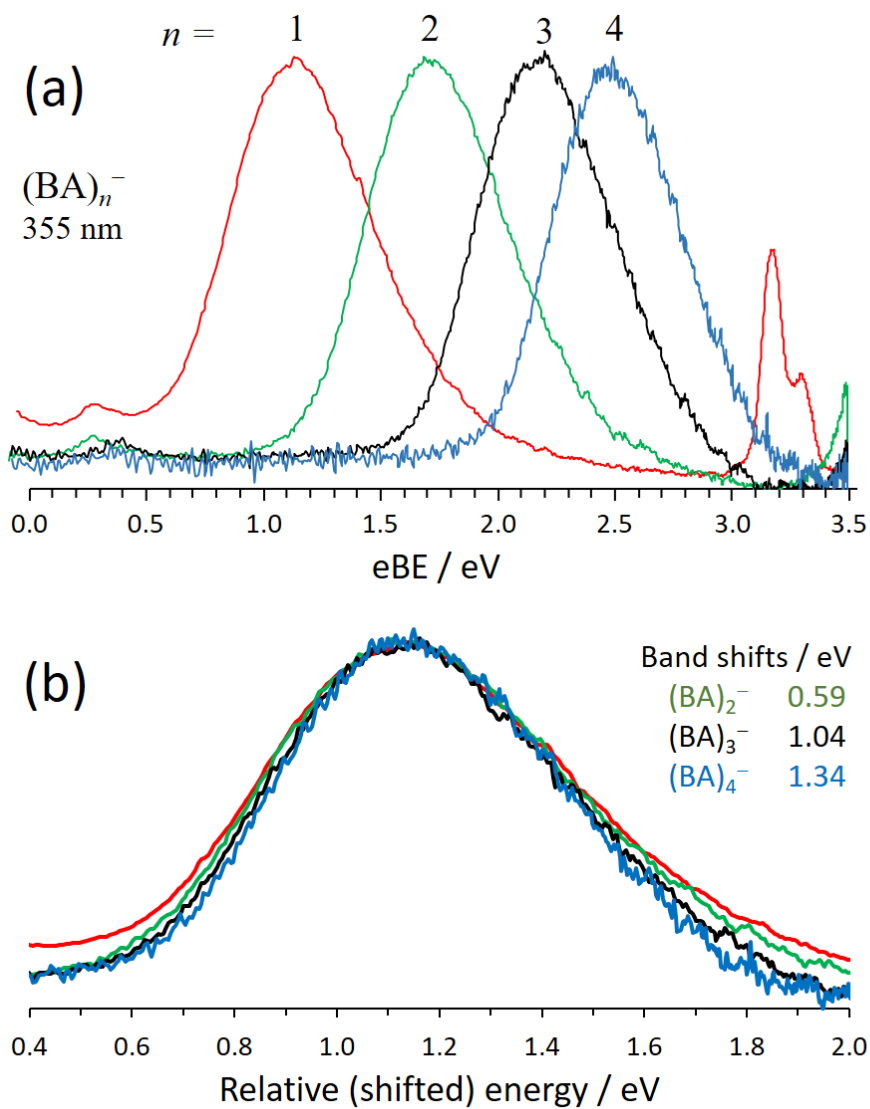 n = 1 2 3 4
(a)
(BA)n−
355 nm
0.0 0.5 1.0 1.5 2.0 2.5 3.0 3.5
eBE / eV
(b)
Band shifts / eV
(BA)2− 0.59
(BA)3− 1.04
(BA)4− 1.34
0.4 0.6 0.8 1.0 1.2 1.4 1.6 1.8 2.0
Relative (shifted) energy / eV